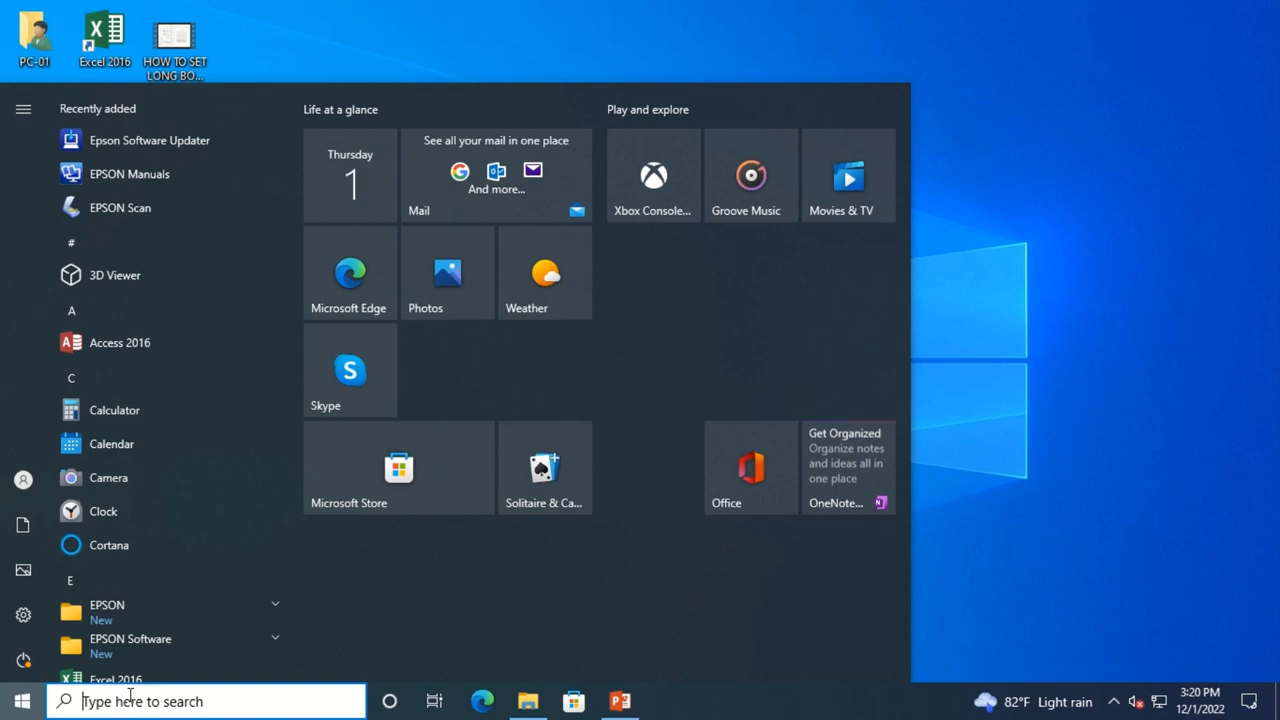 PC-01
Excel 2016
HOW TO SET
LONG BO...
Recently added
Epson Software Updater
EPSON Manuals
EPSON Scan
#
3D Viewer
A
Access 2016
C
Calculator
Calendar
Camera
Clock
Cortana
E
EPSON
New
EPSON Software
New
Excel 2016
Life at a glance
Thursday
1
See all your mail in one place
And more...
Mail
Microsoft Edge
Photos
Weather
Skype
Microsoft Store
Solitaire & Ca...
Play and explore
Xbox Console...
Groove Music
Movies & TV
Office
Get Organized
Organize notes
and ideas all in
one place
OneNote...
Type here to search
82°F Light rain
3:20 PM
12/1/2022